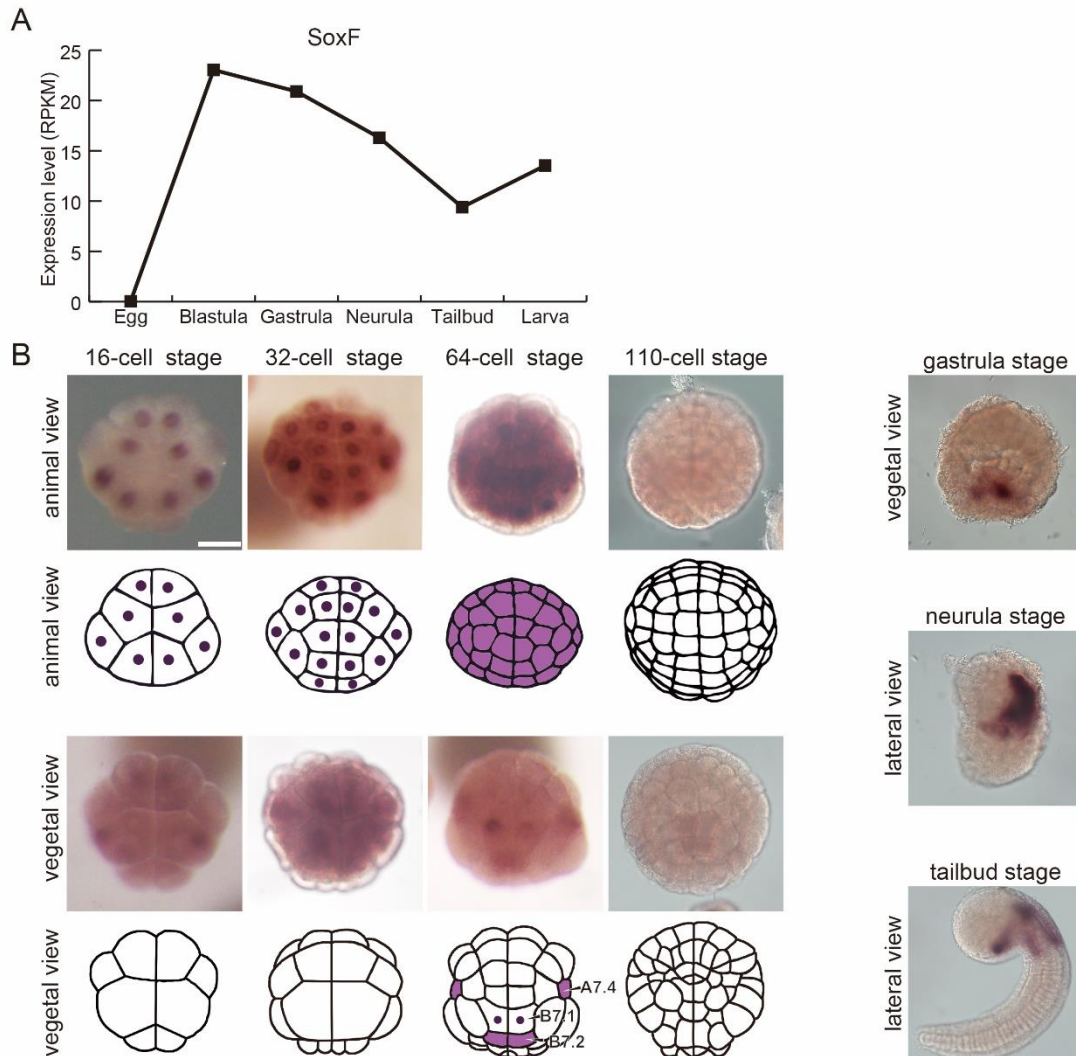 A
SoxF
Expression level (RPKM)
25
20
15
10
5
0
Egg Blastula Gastrula Neurula Tailbud Larva
B
16-cell stage 32-cell stage 64-cell stage 110-cell stage
animal view
animal view
vegetal view
vegetal view
A7.4
B7.1
B7.2
gastrula stage
vegetal view
neurula stage
lateral view
tailbud stage
lateral view